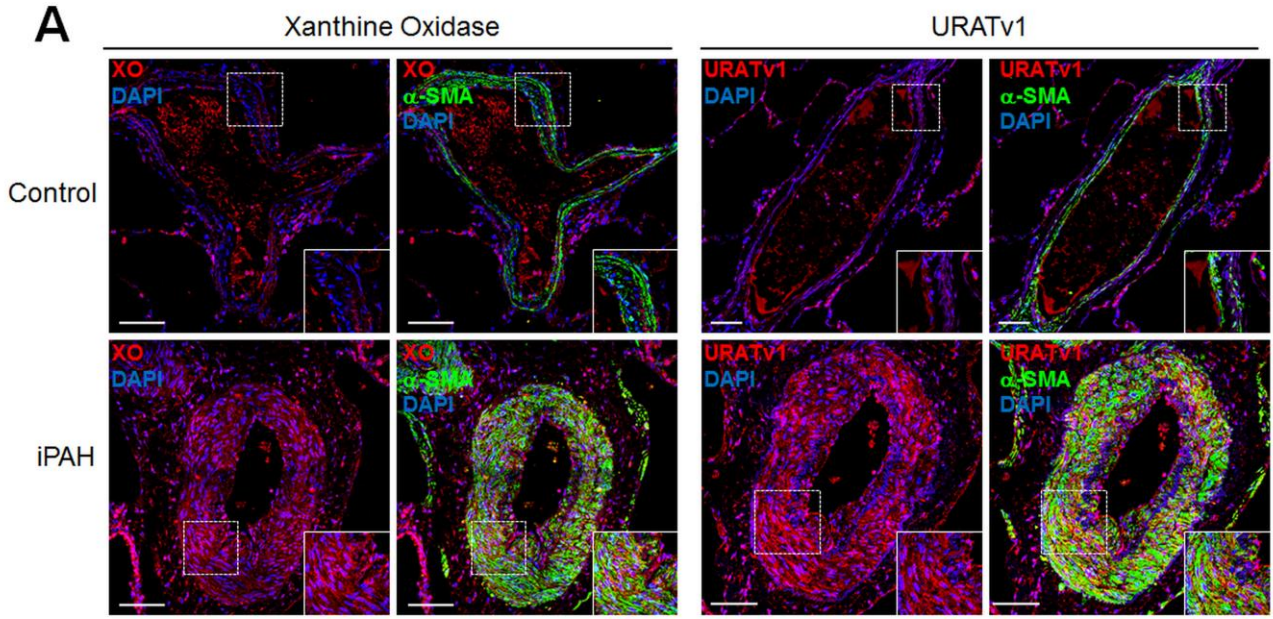 A
Xanthine Oxidase
URATv1
Control
XO
DAPI
XO
α-SMA
DAPI
URATv1
DAPI
URATv1
α-SMA
DAPI
iPAH
XO
DAPI
XO
α-SMA
DAPI
URATv1
DAPI
URATv1
α-SMA
DAPI